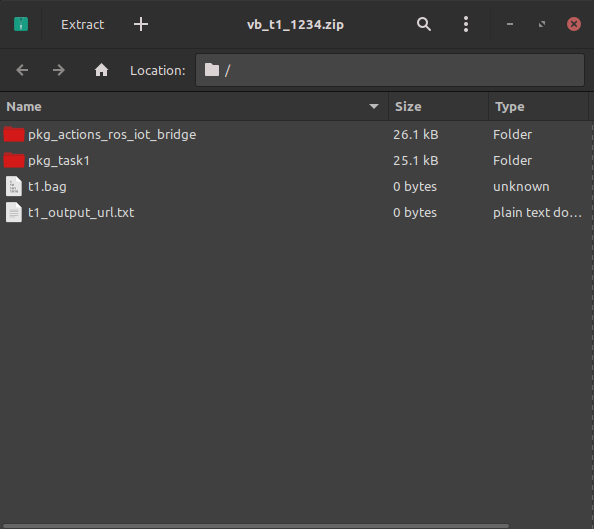 Extract vb_t1_1234.zip
Location: /
Name Size Type
pkg_actions_ros_iot_bridge 26.1 kB Folder
pkg_task1 25.1 kB Folder
t1.bag 0 bytes unknown
t1_output_url.txt 0 bytes plain text do...